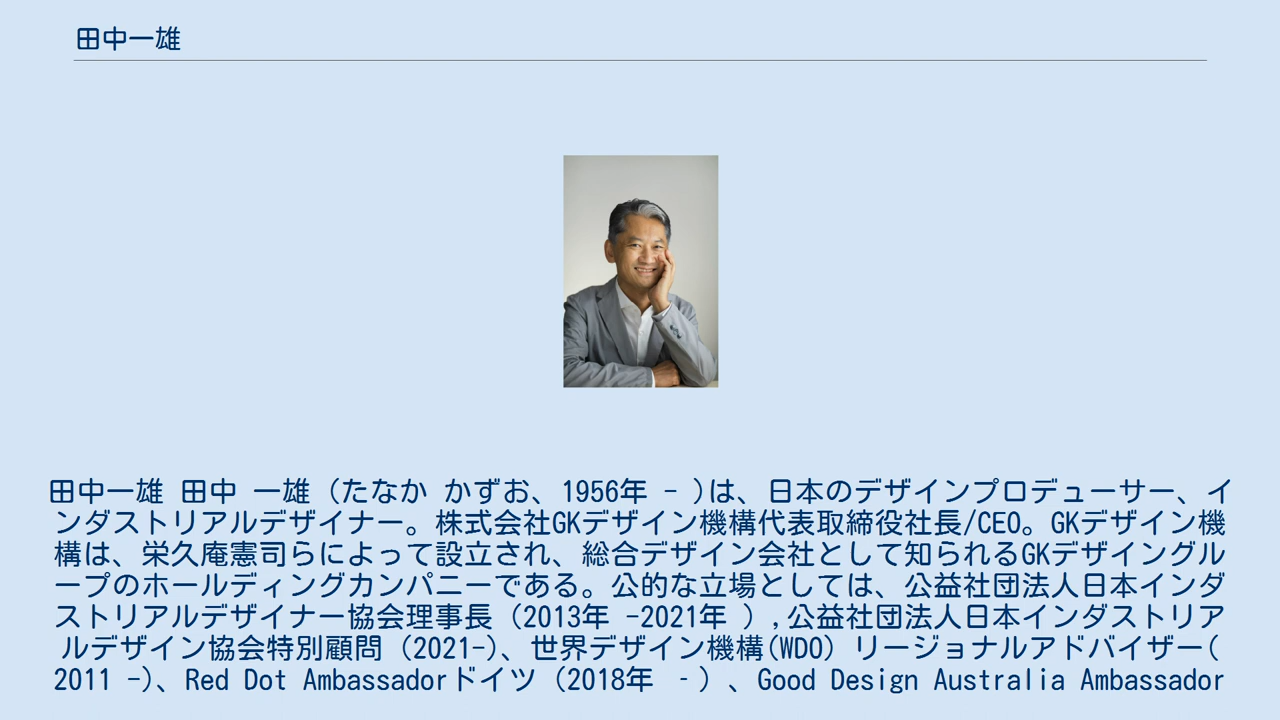 田中一雄
田中一雄 田中 一雄 (たなか かずお、1956年 - )は、日本のデザインプロデューサー、イ
ンダストリアルデザイナー。株式会社GKデザイン機構代表取締役社長/CEO。GKデザイン機
構は、栄久庵憲司らによって設立され、総合デザイン会社として知られるGKデザイングル
ープのホールディングカンパニーである。公的な立場としては、公益社団法人日本インダ
ストリアルデザイナー協会理事長 (2013年 -2021年 ) ,公益社団法人日本インダストリア
ルデザイン協会特別顧問 (2021-)、世界デザイン機構(WDO) リージョナルアドバイザー(
2011 -)、Red Dot Ambassadorドイツ (2018年 - ) 、Good Design Australia Ambassador